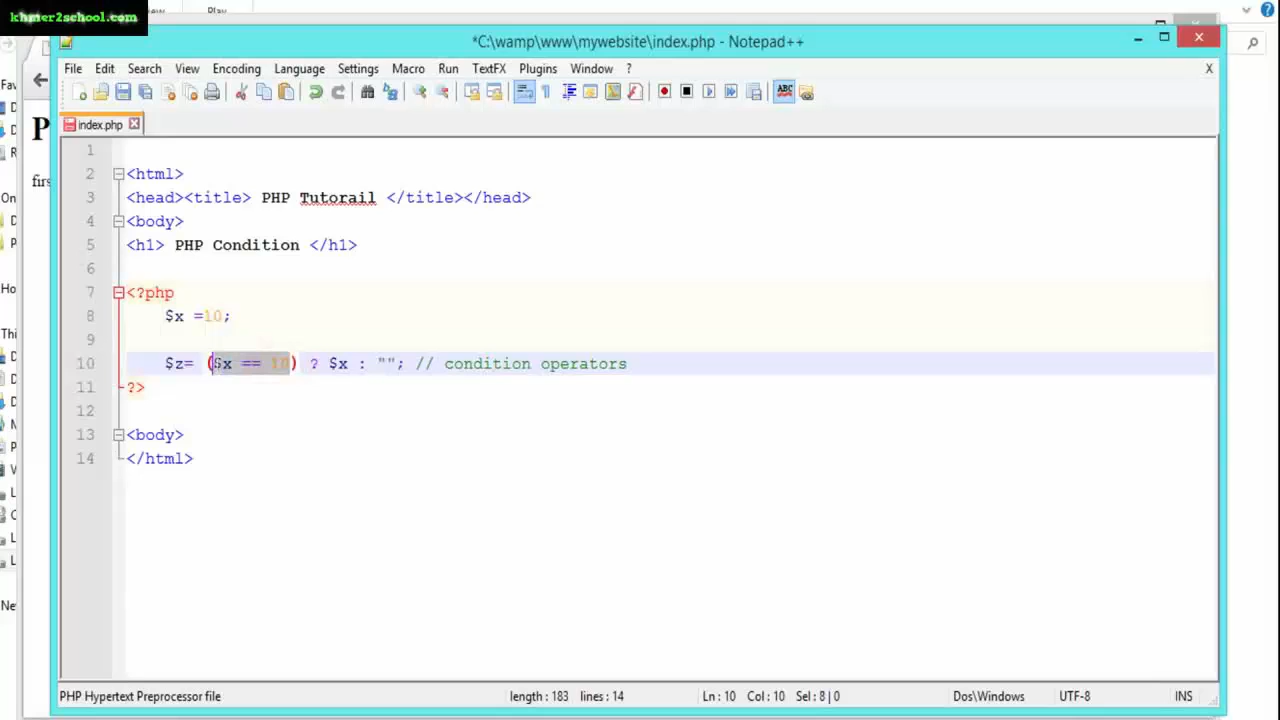 khmer2school.com
Play
*C:\wamp\www\mywebsite\index.php - Notepad++
File Edit Search View Encoding Language Settings Macro Run TextFX Plugins Window ? X
ABC
index.php
1
2 <html>
3 <head><title> PHP Tutorail </title></head>
4 <body>
5 <h1> PHP Condition </h1>
6
7 <?php
8 $x =10;
9
10 $z= ($x == 10) ? $x : ""; // condition operators
11 ?>
12
13 <body>
14 </html>
PHP Hypertext Preprocessor file length : 183 lines : 14 Ln : 10 Col : 10 Sel : 8 | 0 Dos\Windows UTF-8 INS